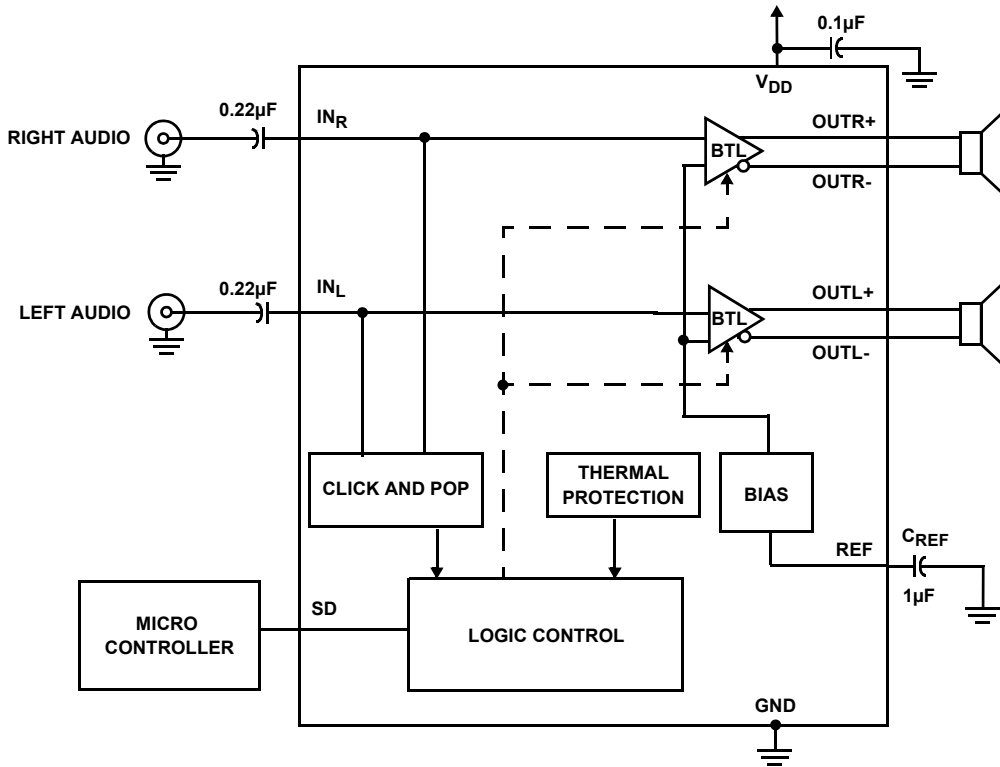 0.1µF
VDD
0.22µF
INR
RIGHT AUDIO
BTL
OUTR+
OUTR-
0.22µF
INL
LEFT AUDIO
BTL
OUTL+
OUTL-
CLICK AND POP
THERMAL
PROTECTION
BIAS
REF
CREF
1µF
MICRO
CONTROLLER
SD
LOGIC CONTROL
GND